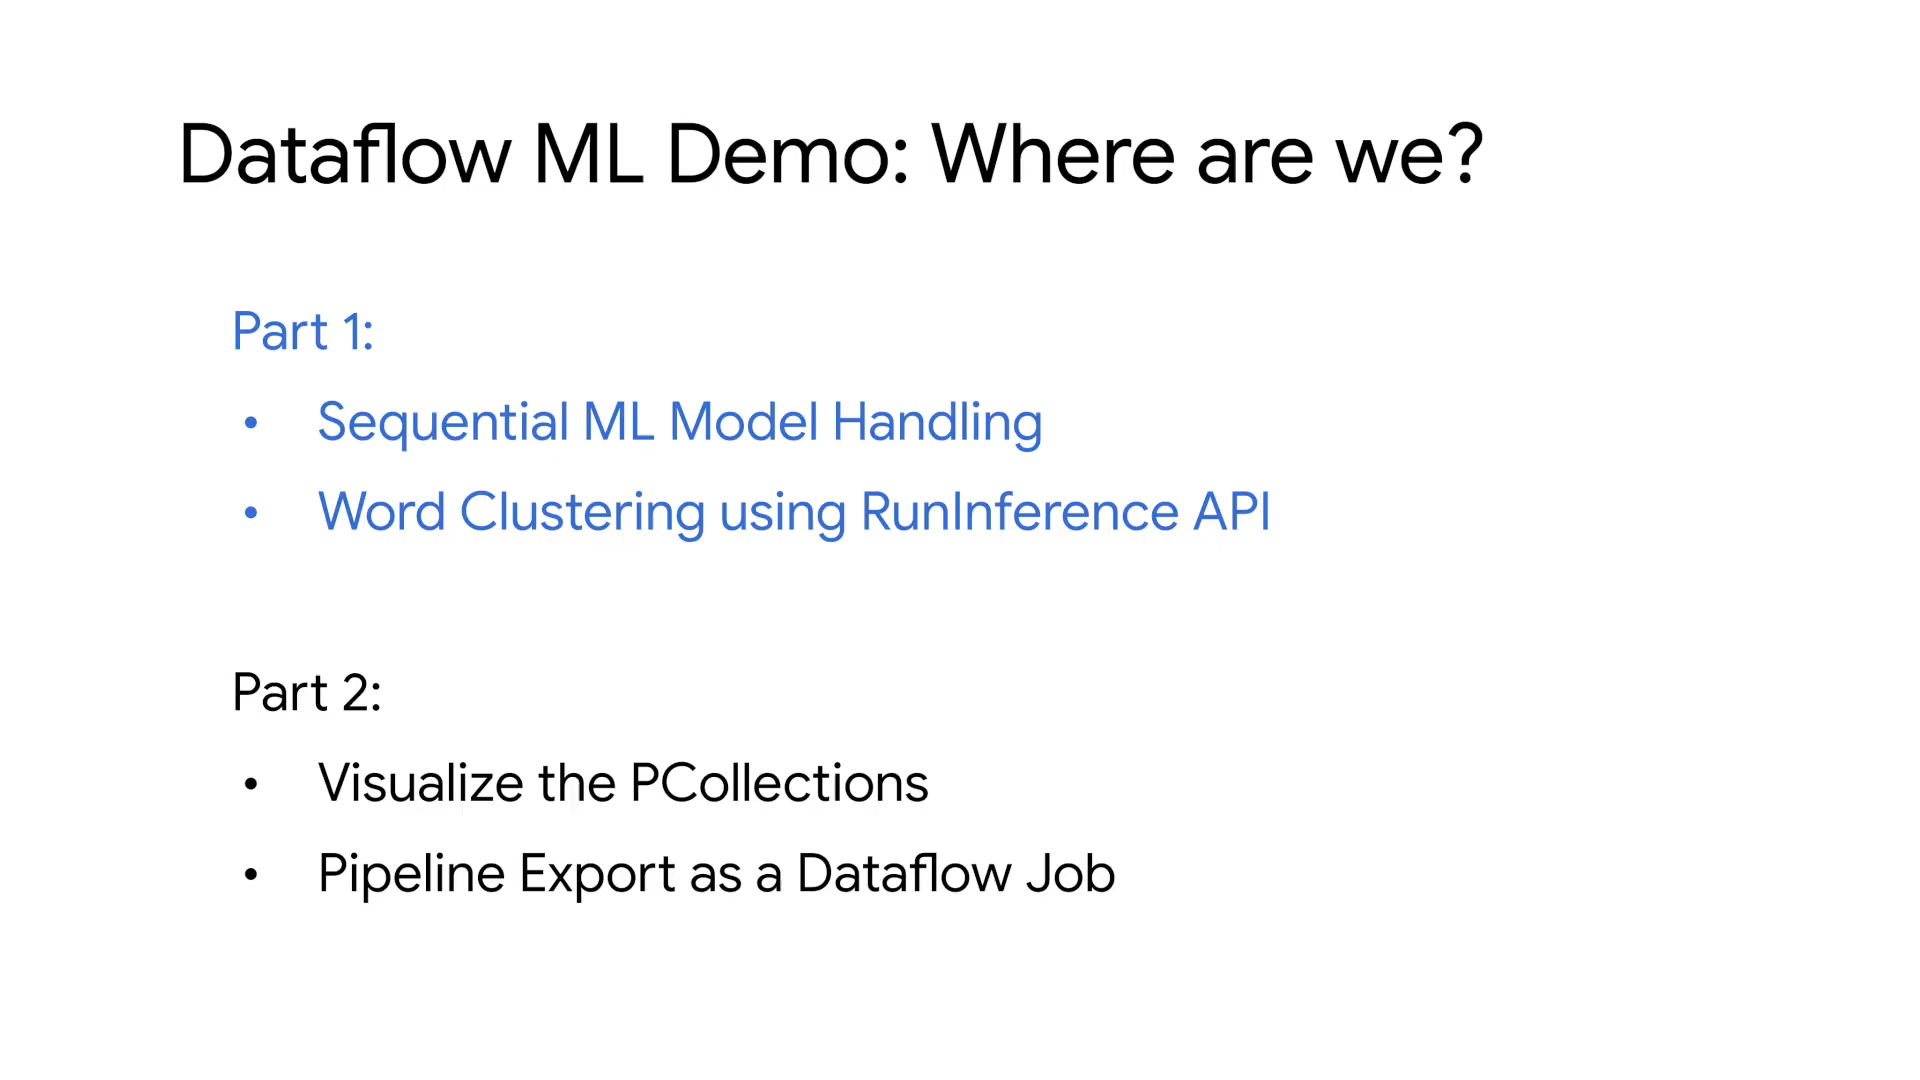 Dataflow ML Demo: Where are we?
Part 1:
• Sequential ML Model Handling
• Word Clustering using RunInference API
Part 2:
• Visualize the PCollections
• Pipeline Export as a Dataflow Job